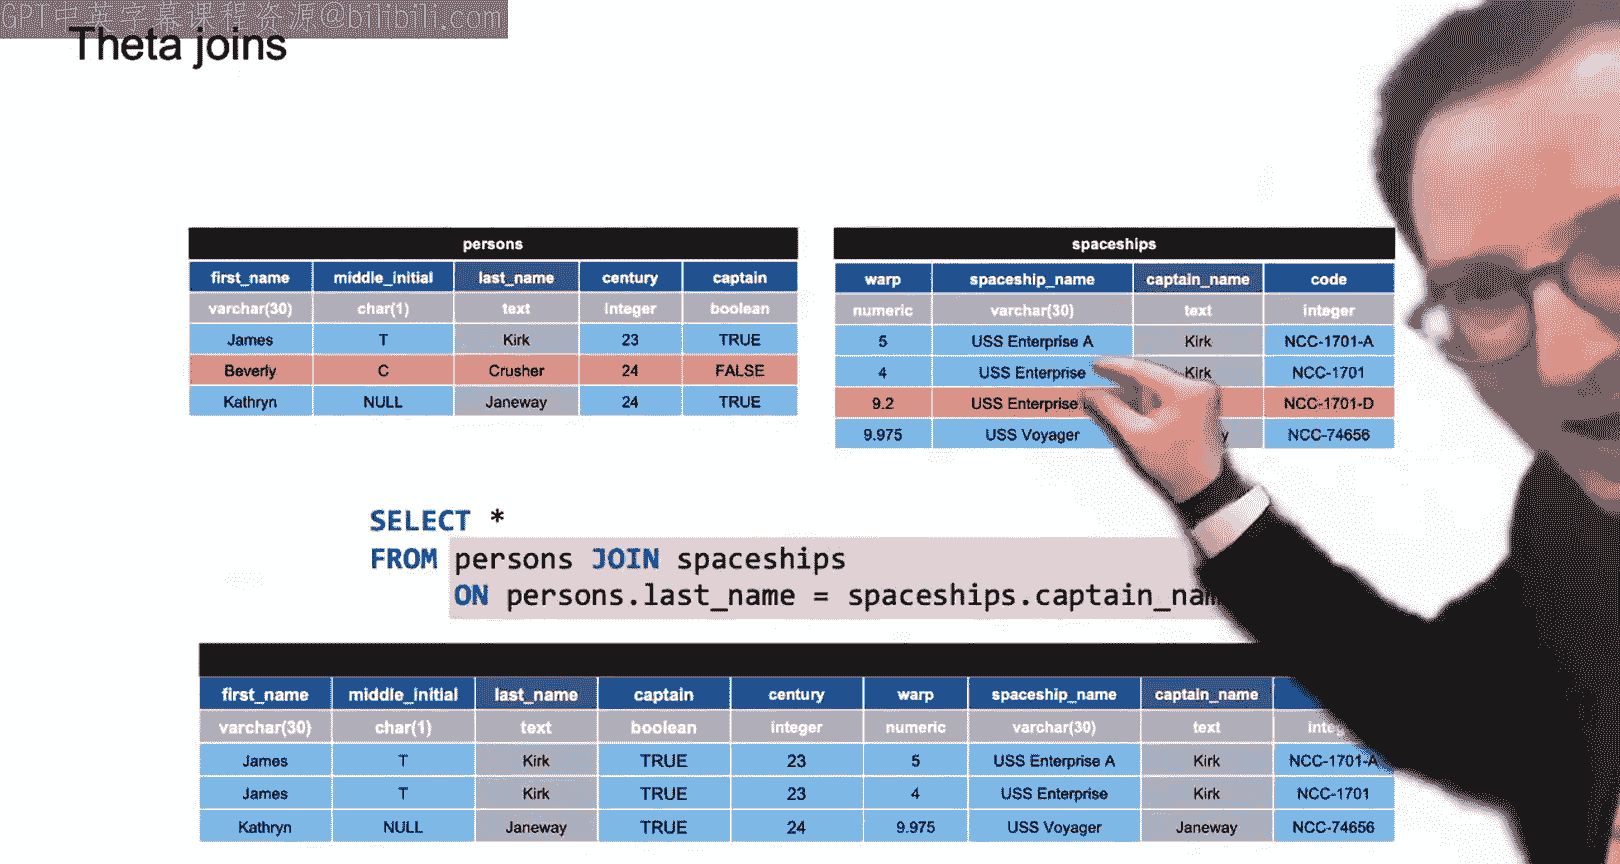 GPT中英字幕课程资源@bilibili.com
Theta joins
persons
first_name middle_initial last_name century captain
varchar(30) char(1) text integer boolean
James T Kirk 23 TRUE
Beverly C Crusher 24 FALSE
Kathryn NULL Janeway 24 TRUE
spaceships
warp spaceship_name captain_name code
numeric varchar(30) text integer
5 USS Enterprise A Kirk NCC-1701-A
4 USS Enterprise Kirk NCC-1701
9.2 USS Enterprise NCC-1701-D
9.975 USS Voyager NCC-74656
SELECT *
FROM persons JOIN spaceships
ON persons.last_name = spaceships.captain_nam
first_name middle_initial last_name captain century warp spaceship_name captain_name
varchar(30) char(1) text boolean integer numeric varchar(30) text
James T Kirk TRUE 23 5 USS Enterprise A Kirk NCC-1701-A
James T Kirk TRUE 23 4 USS Enterprise Kirk NCC-1701
Kathryn NULL Janeway TRUE 24 9.975 USS Voyager Janeway NCC-74656